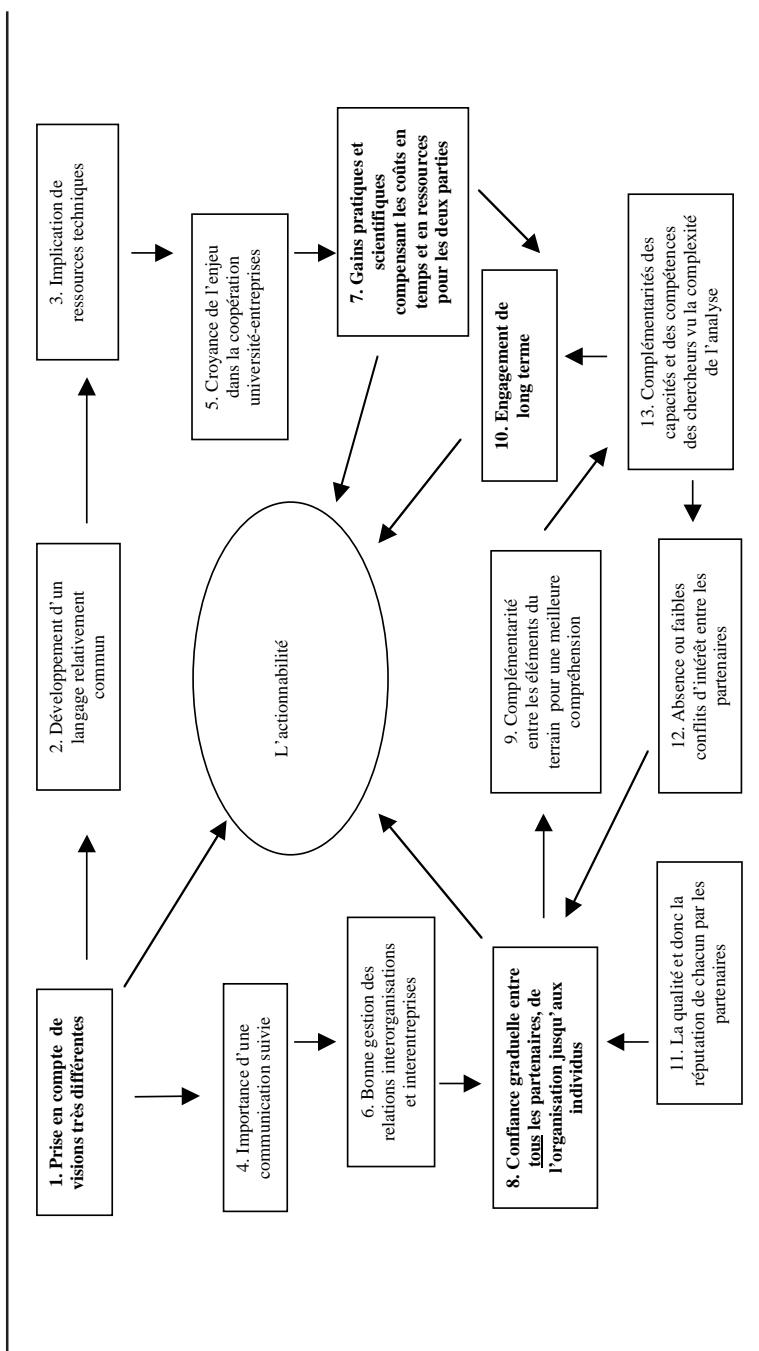 1. Prise en compte de
visions très différentes
2. Développement d'un
langage relativement
commun
3. Implication de
ressources techniques
4. Importance d'une
communication suivie
5. Croyance de l'enjeu
dans la coopération
université-entreprises
L'actionnabilité
6. Bonne gestion des
relations interorganisations
et interentreprises
7. Gains pratiques et
scientifiques
compensant les coûts en
temps et en ressources
pour les deux parties
8. Confiance graduelle entre
tous les partenaires, de
l'organisation jusqu'aux
individus
9. Complémentarité
entre les éléments du
terrain pour une meilleure
compréhension
10. Engagement de
long terme
11. La qualité et donc la
réputation de chacun par les
partenaires
12. Absence ou faibles
conflits d'intérêt entre les
partenaires
13. Complémentarités des
capacités et des compétences
des chercheurs vu la complexité
de l'analyse